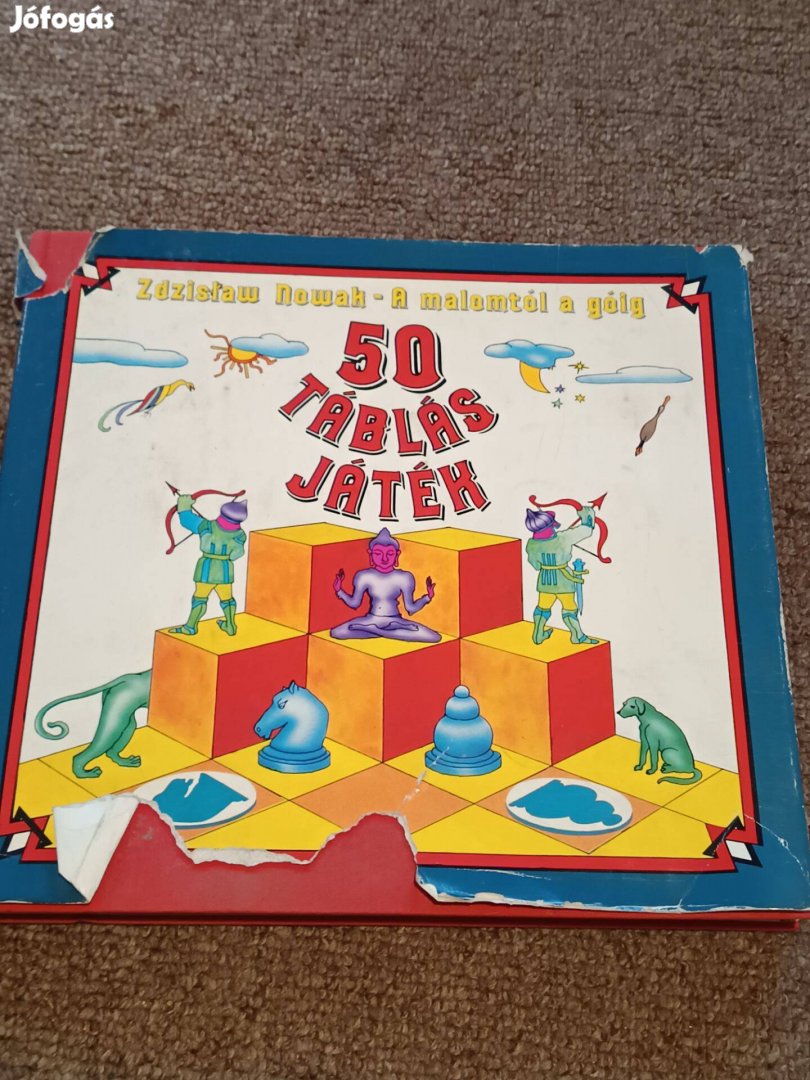 Jófogás
Zdzisław Nowak - A malomtól a góig
50
TÁBLÁS
JÁTÉK